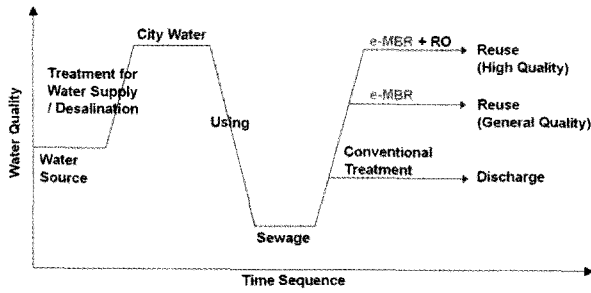 City Water
e-MBR + RO
Reuse
(High Quality)
Treatment for
Water Supply
/ Desalination
e-MBR
Reuse
(General Quality)
Using
Water Quality
Water
Source
Conventional
Treatment
Discharge
Sewage
Time Sequence